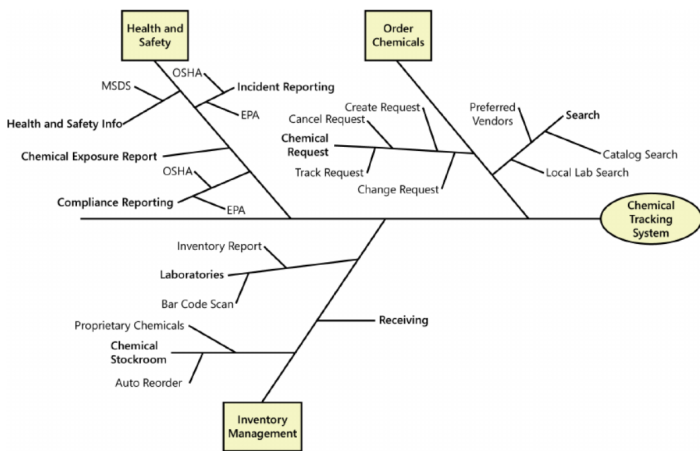 Health and
Safety
Order
Chemicals
OSHA
MSDS
Incident Reporting
EPA
Health and Safety Info
Chemical Exposure Report
OSHA
Compliance Reporting
EPA
Create Request
Cancel Request
Chemical
Request
Track Request
Change Request
Preferred
Vendors
Search
Catalog Search
Local Lab Search
Chemical
Tracking
System
Inventory Report
Laboratories
Bar Code Scan
Receiving
Proprietary Chemicals
Chemical
Stockroom
Auto Reorder
Inventory
Management